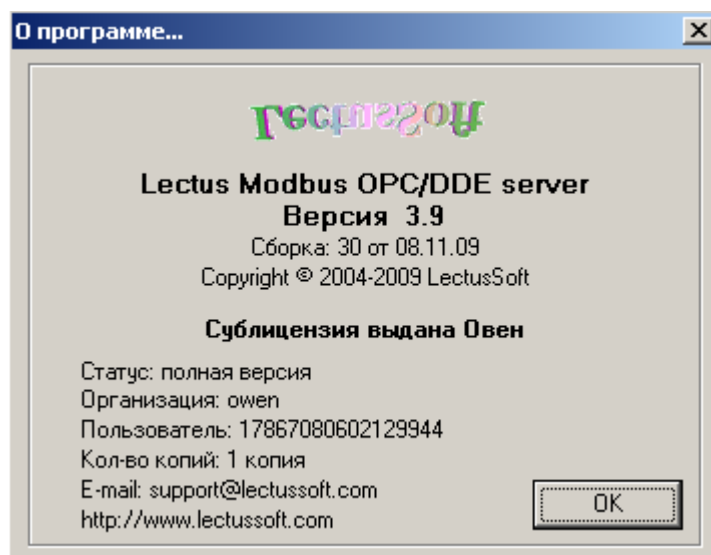 О программе...
LectusSoft
Lectus Modbus OPC/DDE server
Версия 3.9
Сборка: 30 от 08.11.09
Copyright © 2004-2009 LectusSoft
Сублицензия выдана Овен
Статус: полная версия
Организация: owen
Пользователь: 17867080602129944
Кол-во копий: 1 копия
E-mail: support@lectussoft.com
http://www.lectussoft.com
OK